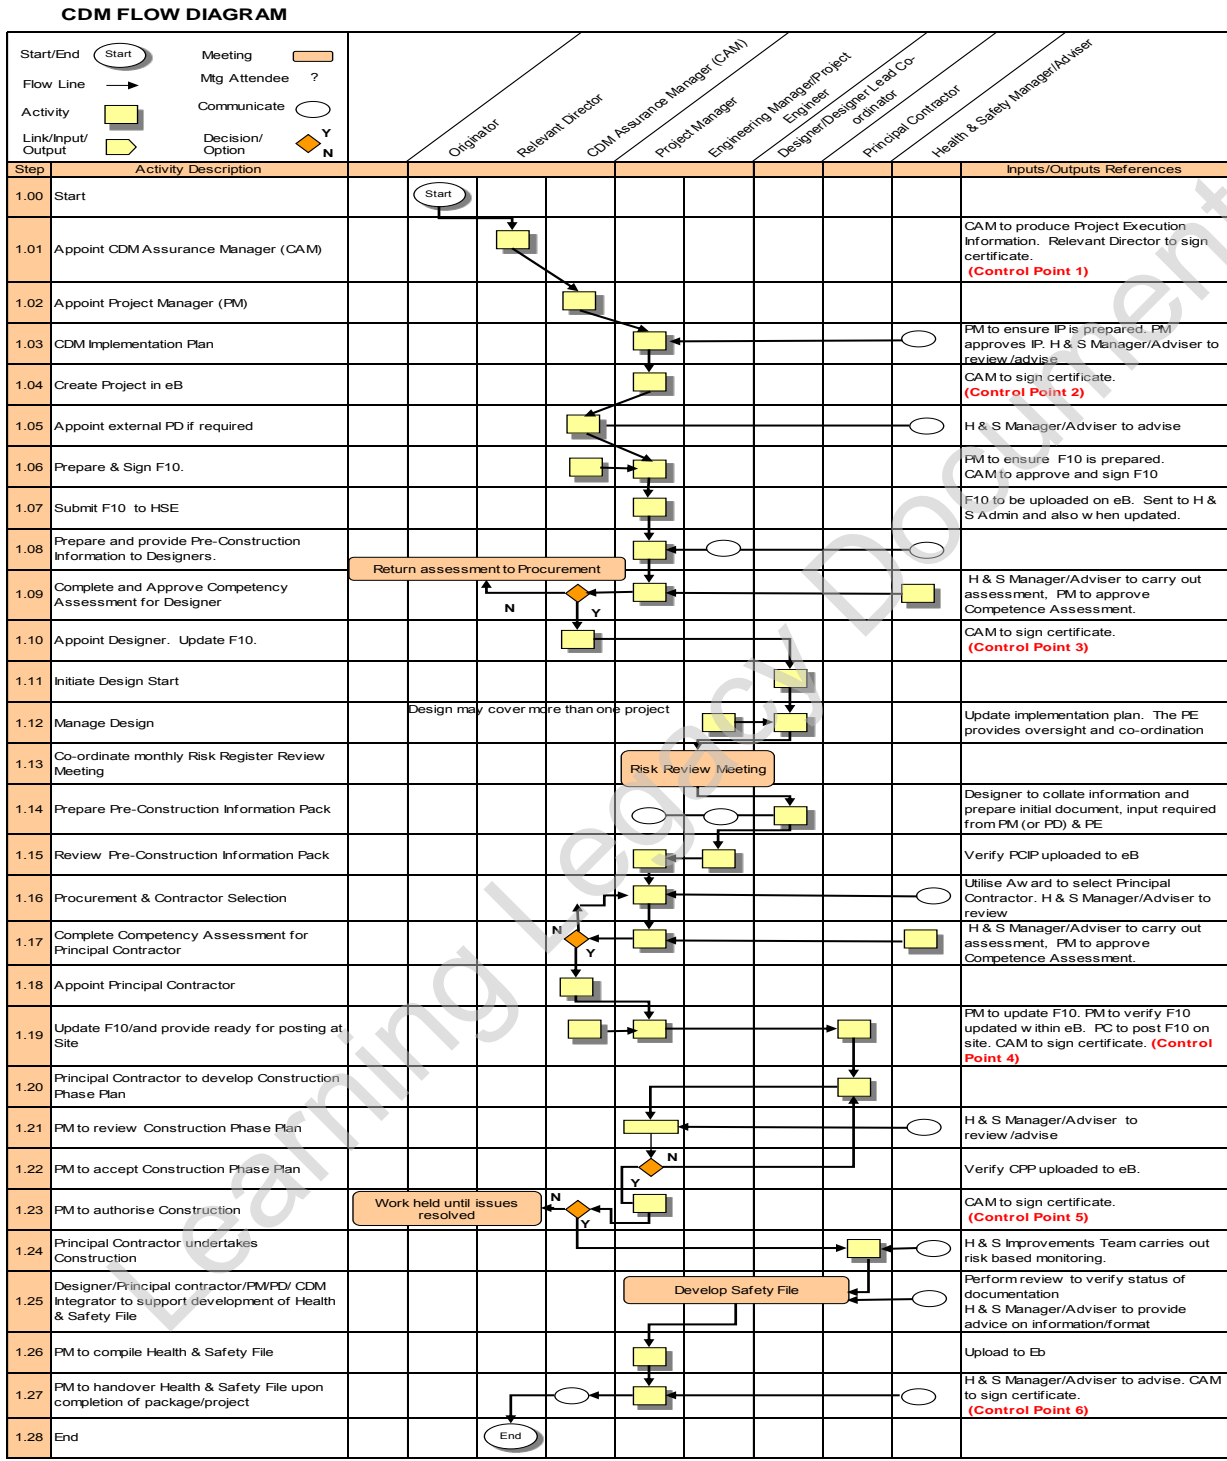 CDM FLOW DIAGRAM
Start/End
Start
Meeting
Flow Line
Mtg Attendee ?
Activity
Communicate
Link/Input/
Output
Decision/
Option
Y
N
Originator
Relevant Director
CDM Assurance Manager (CAM)
Project Manager
Engineering Manager/Project
Engineer
Designer/Designer Lead Co-
ordinator
Principal Contractor
Health & Safety Manager/Adviser
Step
Activity Description
Inputs/Outputs References
1.00 Start
Start
1.01 Appoint CDM Assurance Manager (CAM)
CAM to produce Project Execution
Information. Relevant Director to sign
certificate.
(Control Point 1)
1.02 Appoint Project Manager (PM)
1.03 CDM Implementation Plan
PM to ensure IP is prepared. PM
approves IP. H & S Manager/Adviser to
review/advise
1.04 Create Project in eB
CAM to sign certificate.
(Control Point 2)
1.05 Appoint external PD if required
H & S Manager/Adviser to advise
1.06 Prepare & Sign F10.
PM to ensure F10 is prepared.
CAM to approve and sign F10
1.07 Submit F10 to HSE
F10 to be uploaded on eB. Sent to H &
S Admin and also when updated.
1.08 Prepare and provide Pre-Construction
Information to Designers.
Return assessment to Procurement
1.09 Complete and Approve Competency
Assessment for Designer
N
Y
H & S Manager/Adviser to carry out
assessment, PM to approve
Competence Assessment.
1.10 Appoint Designer. Update F10.
CAM to sign certificate.
(Control Point 3)
1.11 Initiate Design Start
1.12 Manage Design
Design may cover more than one project
Update implementation plan. The PE
provides oversight and co-ordination
1.13 Co-ordinate monthly Risk Register Review
Meeting
Risk Review Meeting
1.14 Prepare Pre-Construction Information Pack
Designer to collate information and
prepare initial document, input required
from PM (or PD) & PE
1.15 Review Pre-Construction Information Pack
Verify PCIP uploaded to eB
1.16 Procurement & Contractor Selection
Utilise Award to select Principal
Contractor. H & S Manager/Adviser to
review
1.17 Complete Competency Assessment for
Principal Contractor
N
Y
H & S Manager/Adviser to carry out
assessment, PM to approve
Competence Assessment.
1.18 Appoint Principal Contractor
1.19 Update F10/and provide ready for posting at
Site
PM to update F10. PM to verify F10
updated within eB. PC to post F10 on
site. CAM to sign certificate. (Control
Point 4)
1.20 Principal Contractor to develop Construction
Phase Plan
1.21 PM to review Construction Phase Plan
H & S Manager/Adviser to
review/advise
1.22 PM to accept Construction Phase Plan
N
Y
Verify CPP uploaded to eB.
1.23 PM to authorise Construction
Work held until issues
resolved
N
Y
CAM to sign certificate.
(Control Point 5)
1.24 Principal Contractor undertakes
Construction
H & S Improvements Team carries out
risk based monitoring.
1.25 Designer/Principal contractor/PM/PD/ CDM
Integrator to support development of Health
& Safety File
Develop Safety File
Perform review to verify status of
documentation
H & S Manager/Adviser to provide
advice on information/format
1.26 PM to compile Health & Safety File
Upload to Eb
1.27 PM to handover Health & Safety File upon
completion of package/project
H & S Manager/Adviser to advise. CAM
to sign certificate.
(Control Point 6)
1.28 End
End
Learning Legacy Document